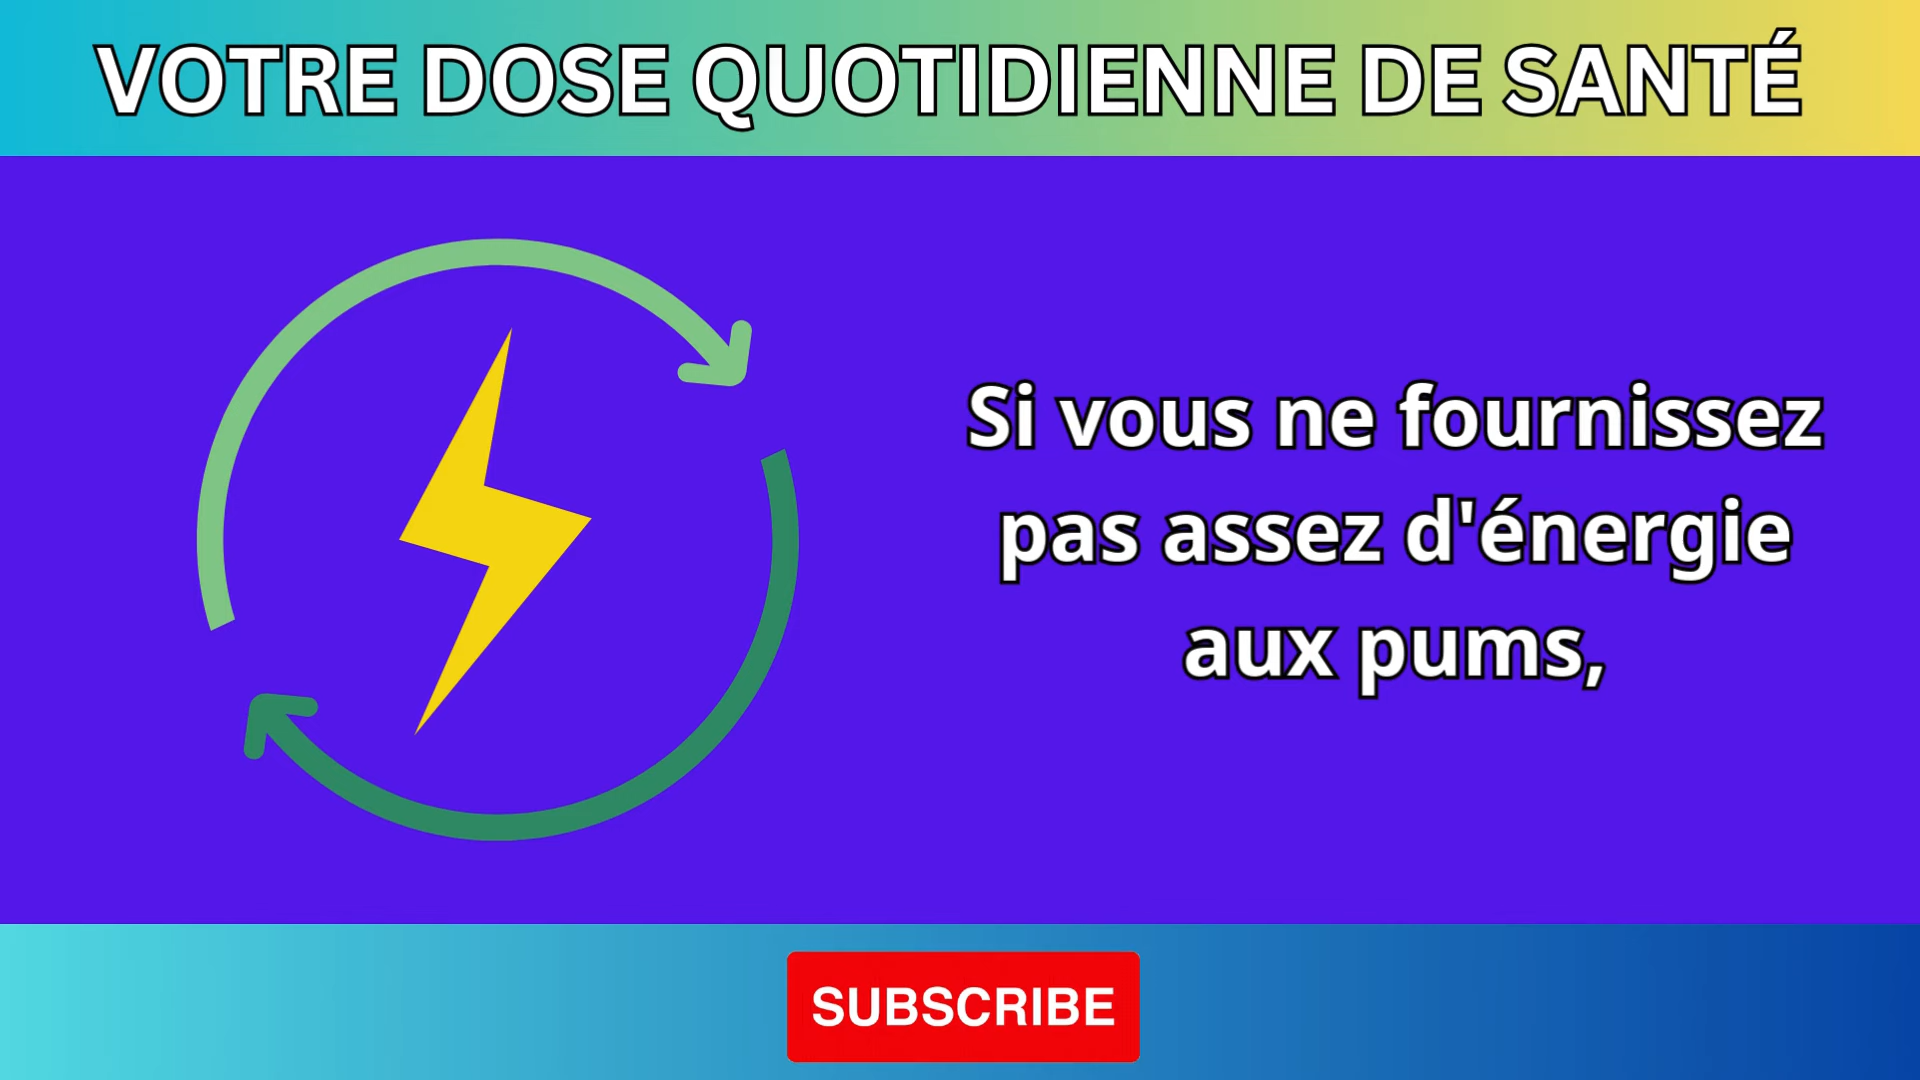 VOTRE DOSE QUOTIDIENNE DE SANTÉ
Si vous ne fournissez
pas assez d'énergie
aux pums,
SUBSCRIBE